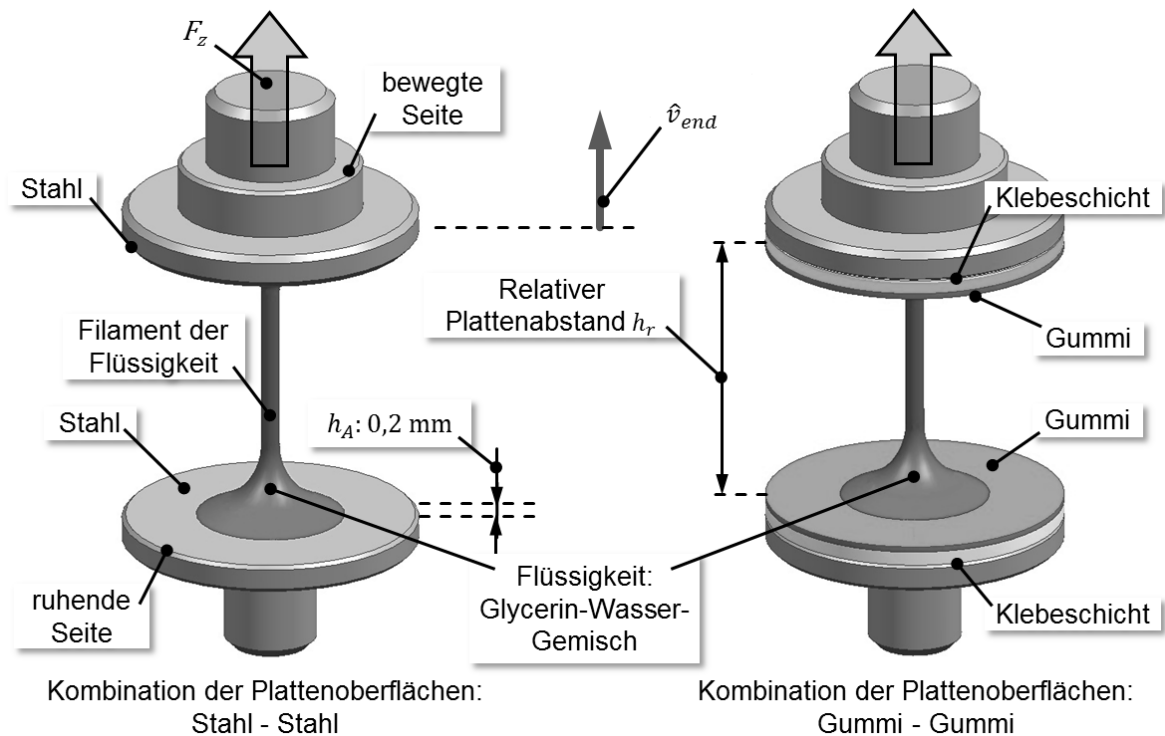 F_z
bewegte
Seite
Stahl
Filament der
Flüssigkeit
Stahl
h_A: 0,2 mm
ruhende
Seite
v̂_end
Relativer
Plattenabstand h_r
Klebeschicht
Gummi
Gummi
Klebeschicht
Flüssigkeit:
Glycerin-Wasser-
Gemisch
Kombination der Plattenoberflächen:
Stahl - Stahl
Kombination der Plattenoberflächen:
Gummi - Gummi